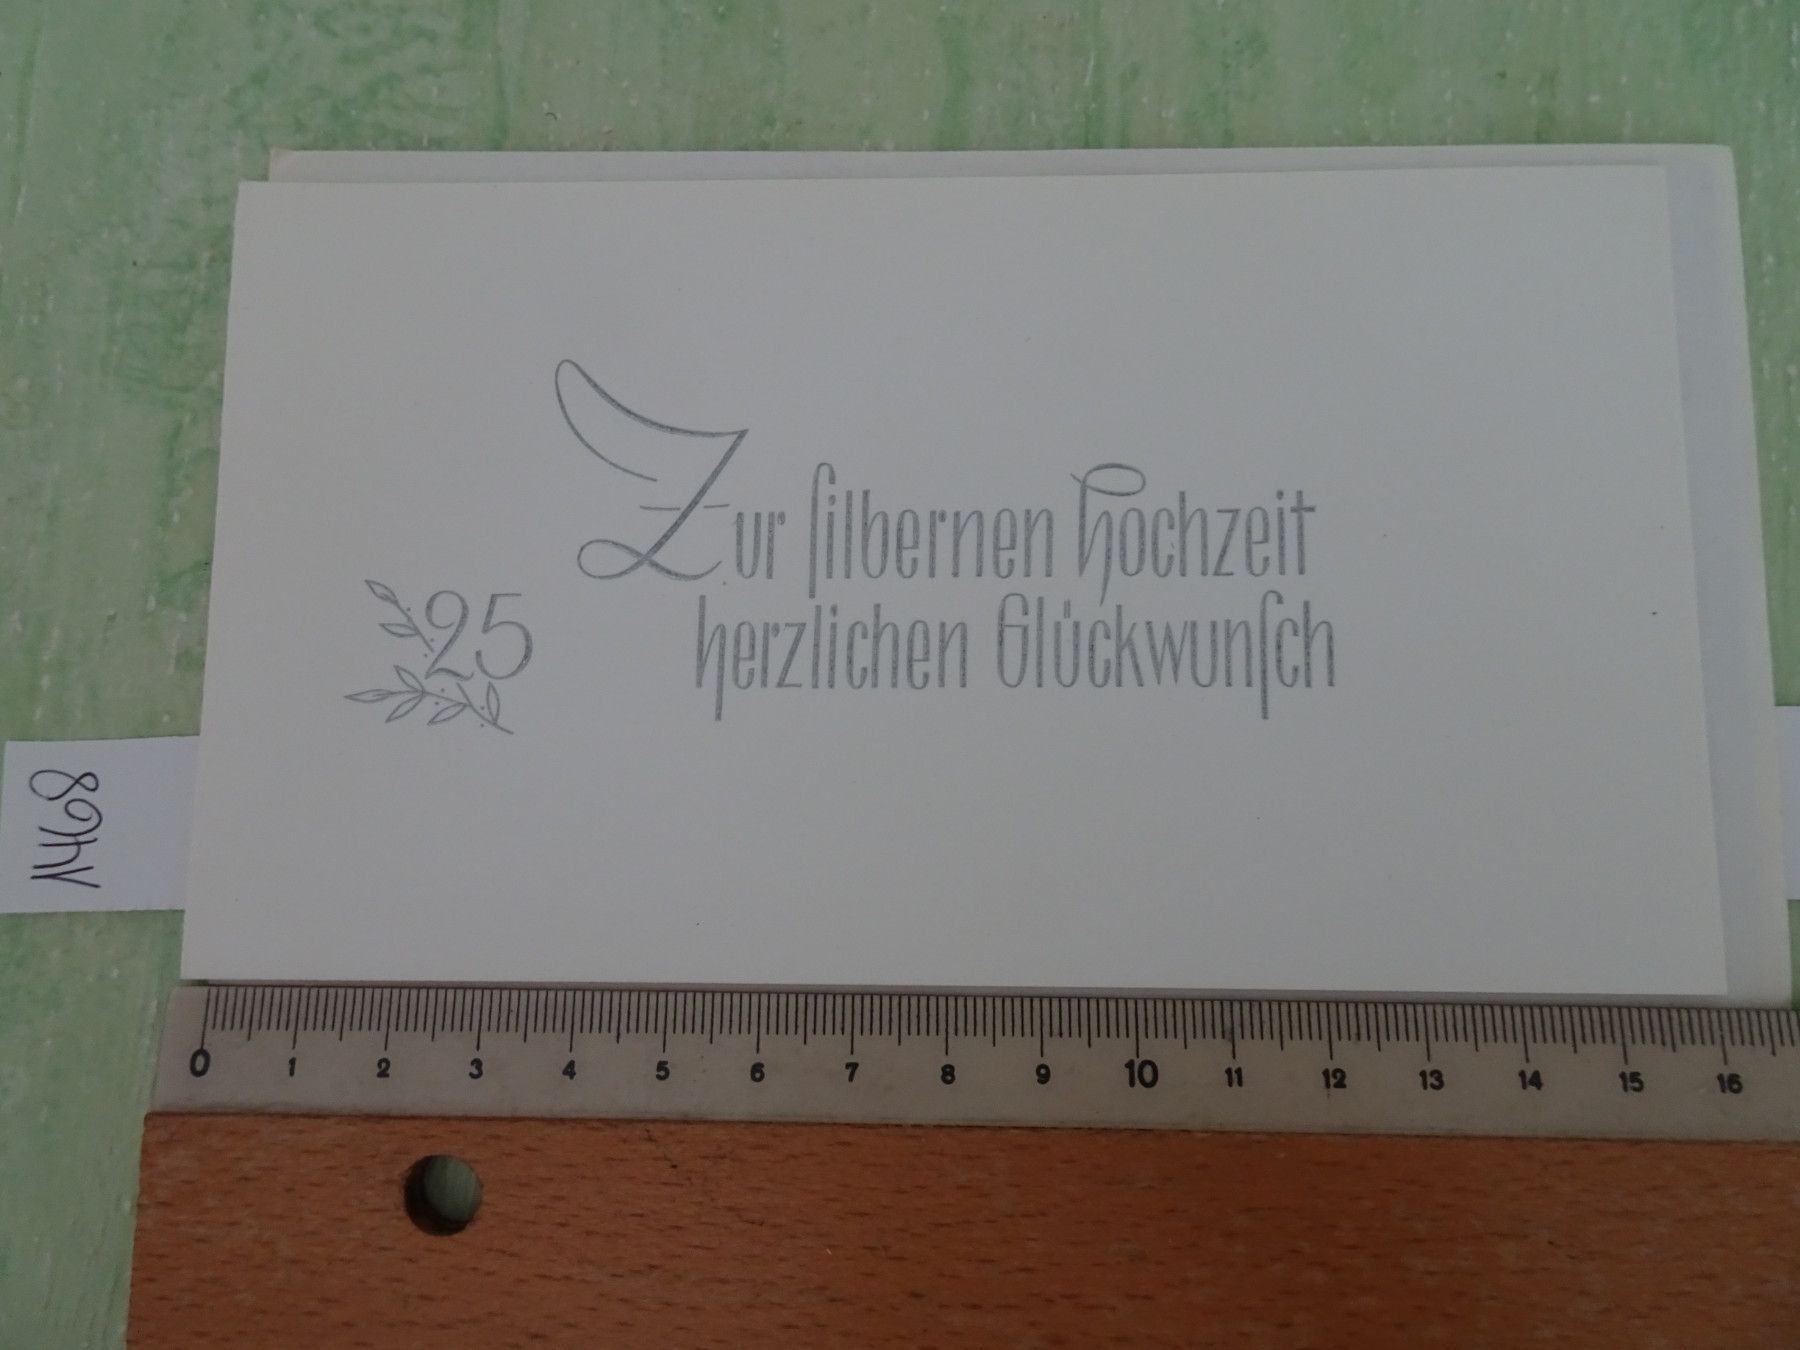 Zur ſilbernen Hochzeit
25
herzlichen Glückwunſch
1468
0 1 2 3 4 5 6 7 8 9 10 11 12 13 14 15 16